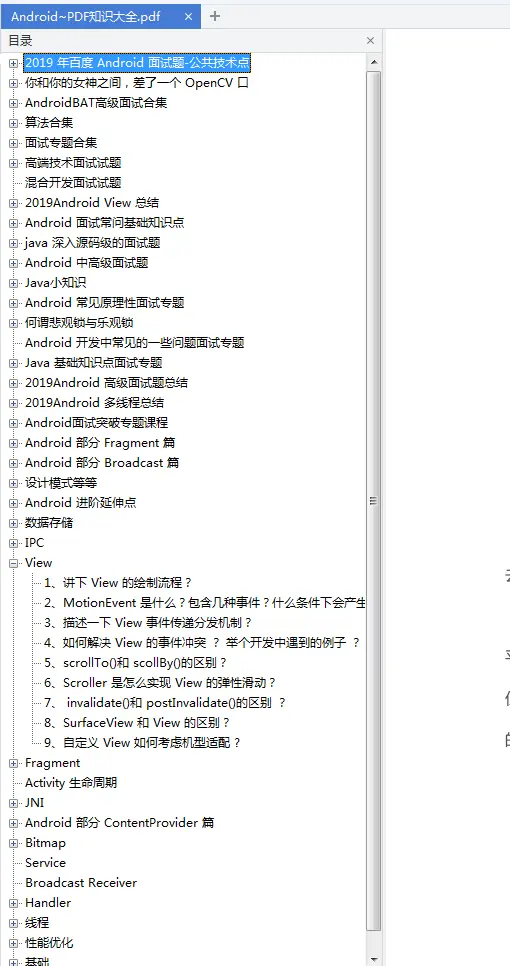 Android~PDF知识大全.pdf
目录
2019 年百度 Android 面试题-公共技术点
你和你的女神之间，差了一个 OpenCV 口
AndroidBAT高级面试合集
算法合集
面试专题合集
高端技术面试试题
混合开发面试试题
2019Android View 总结
Android 面试常问基础知识点
java 深入源码级的面试题
Android 中高级面试题
Java小知识
Android 常见原理性面试专题
何谓悲观锁与乐观锁
Android 开发中常见的一些问题面试专题
Java 基础知识点面试专题
2019Android 高级面试题总结
2019Android 多线程总结
Android面试突破专题课程
Android 部分 Fragment 篇
Android 部分 Broadcast 篇
设计模式等等
Android 进阶延伸点
数据存储
IPC
View
1、讲下 View 的绘制流程？
2、MotionEvent 是什么？包含几种事件？什么条件下会产生
3、描述一下 View 事件传递分发机制？
4、如何解决 View 的事件冲突 ？ 举个开发中遇到的例子 ？
5、scrollTo()和 scollBy()的区别？
6、Scroller 是怎么实现 View 的弹性滑动？
7、 invalidate()和 postInvalidate()的区别 ？
8、SurfaceView 和 View 的区别？
9、自定义 View 如何考虑机型适配？
Fragment
Activity 生命周期
JNI
Android 部分 ContentProvider 篇
Bitmap
Service
Broadcast Receiver
Handler
线程
性能优化
基础